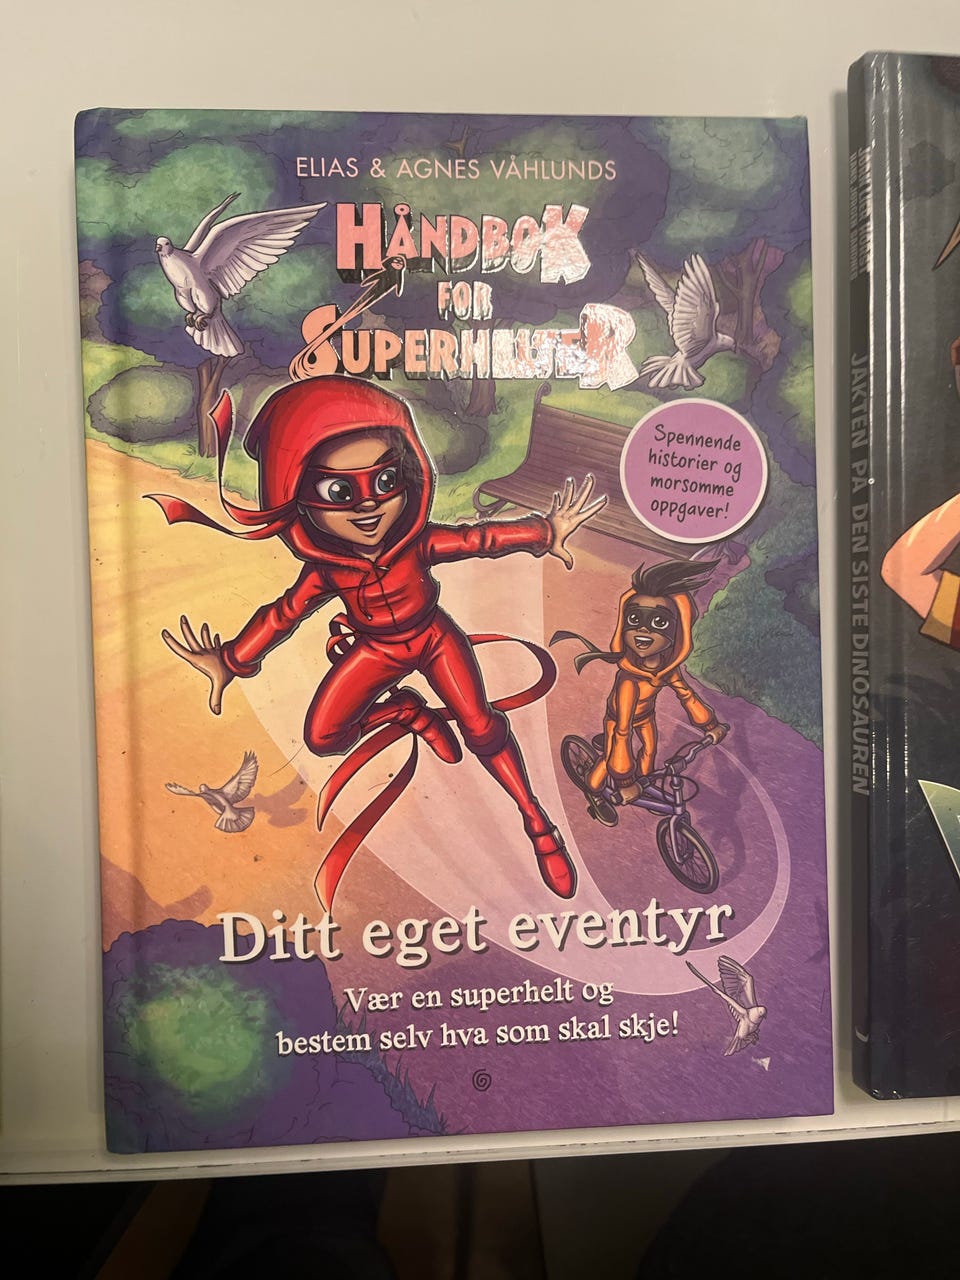 ELIAS & AGNES VÅHLUNDS
HÅNDBOK
FOR
SUPERHELTER
Spennende
historier og
morsomme
oppgaver!
Ditt eget eventyr
Vær en superhelt og
bestem selv hva som skal skje!
JAKTEN PÅ DEN SISTE DINOSAUREN